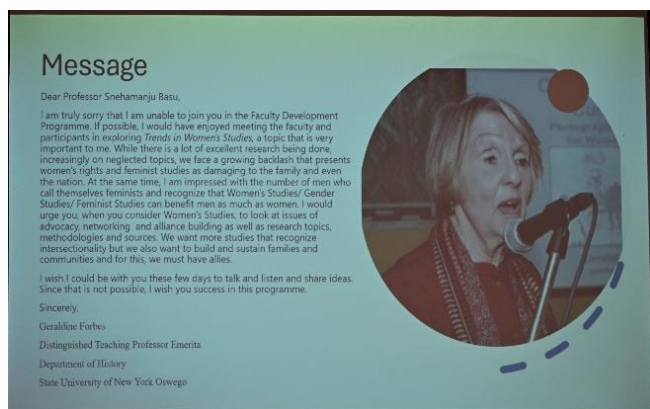 Message
Dear Professor Snehamanju Basu,
I am truly sorry that I am unable to join you in the Faculty Development
Programme. If possible, I would have enjoyed meeting the faculty and
participants in exploring Trends in Women's Studies, a topic that is very
important to me. While there is a lot of excellent research being done,
increasingly on neglected topics, we face a growing backlash that presents
women's rights and feminist studies as damaging to the family and even
the nation. At the same time, I am impressed with the number of men who
call themselves feminists and recognize that Women's Studies/ Gender
Studies/ Feminist Studies can benefit men as much as women. I would
urge you, when you consider Women's Studies, to look at issues of
advocacy, networking and alliance building as well as research topics,
methodologies and sources. We want more studies that recognize
intersectionality but we also want to build and sustain families and
communities and for this, we must have allies.
I wish I could be with you these few days to talk and listen and share ideas.
Since that is not possible, I wish you success in this programme.
Sincerely,
Geraldine Forbes
Distinguished Teaching Professor Emerita
Department of History
State University of New York Oswego